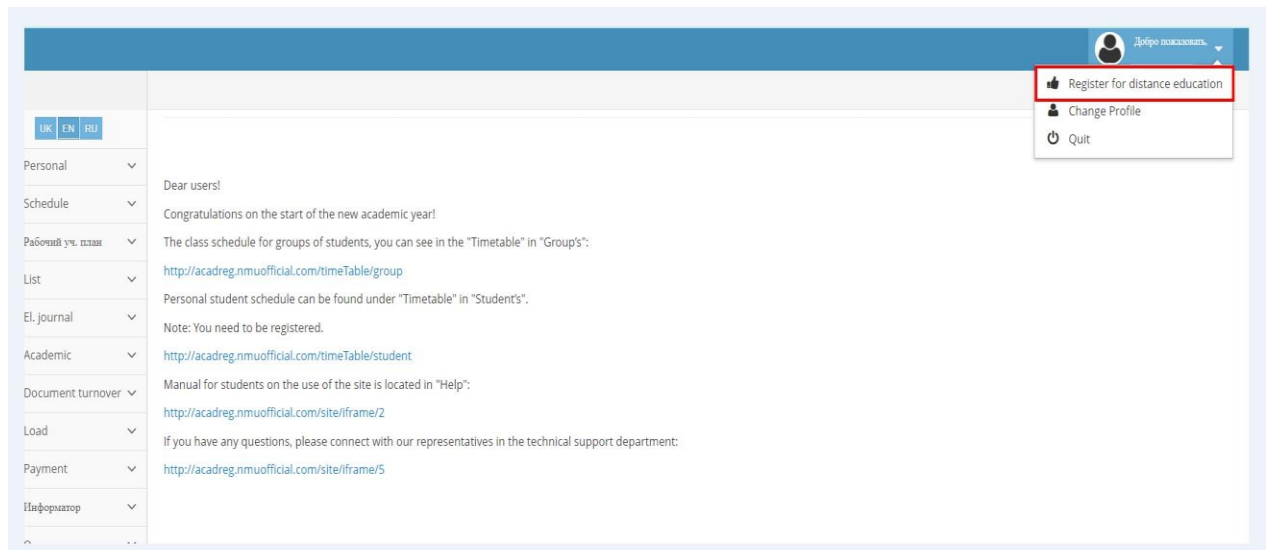 Добро пожаловать,
Register for distance education
Change Profile
Quit
UK EN RU
Personal
Schedule
Рабочий уч. план
List
El. journal
Academic
Document turnover
Load
Payment
Информатор
Dear users!
Congratulations on the start of the new academic year!
The class schedule for groups of students, you can see in the "Timetable" in "Group's":
http://acadreg.nmuofficial.com/timeTable/group
Personal student schedule can be found under "Timetable" in "Student's".
Note: You need to be registered.
http://acadreg.nmuofficial.com/timeTable/student
Manual for students on the use of the site is located in "Help":
http://acadreg.nmuofficial.com/site/iframe/2
If you have any questions, please connect with our representatives in the technical support department:
http://acadreg.nmuofficial.com/site/iframe/5